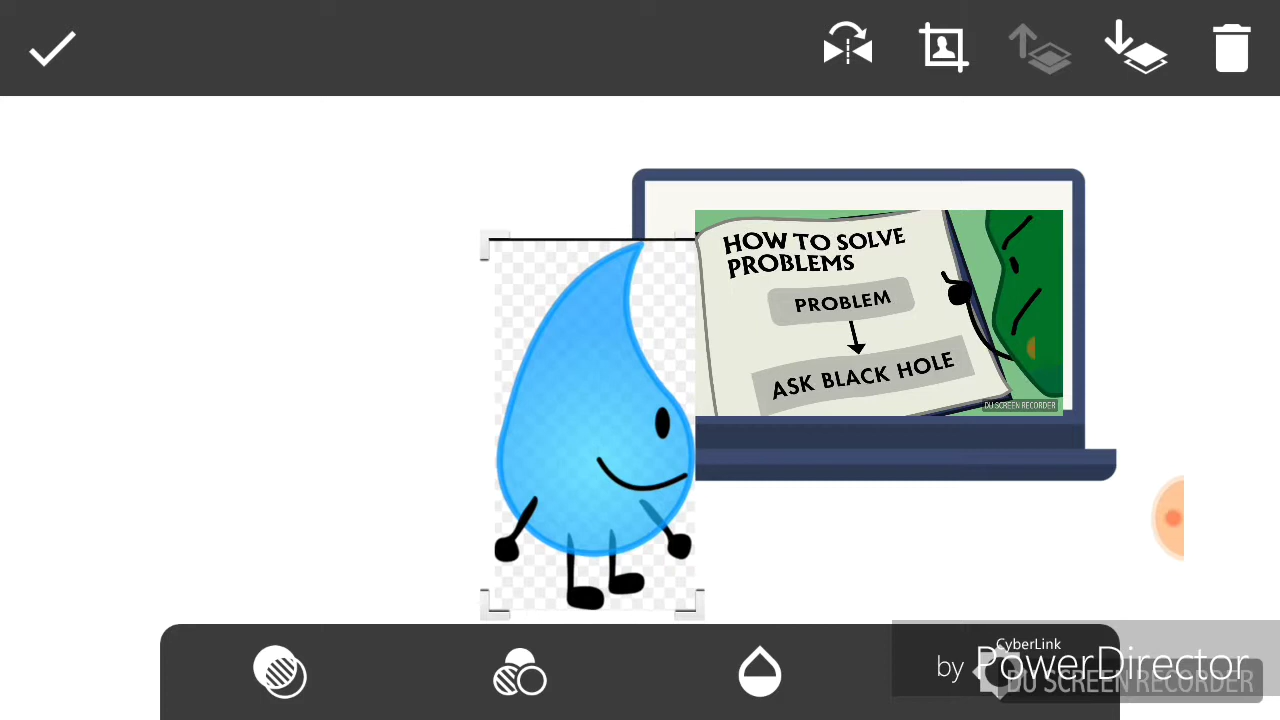 HOW TO SOLVE
PROBLEMS
PROBLEM
ASK BLACK HOLE
DU SCREEN RECORDER
CyberLink
by PowerDirector
DU SCREEN RECORDER